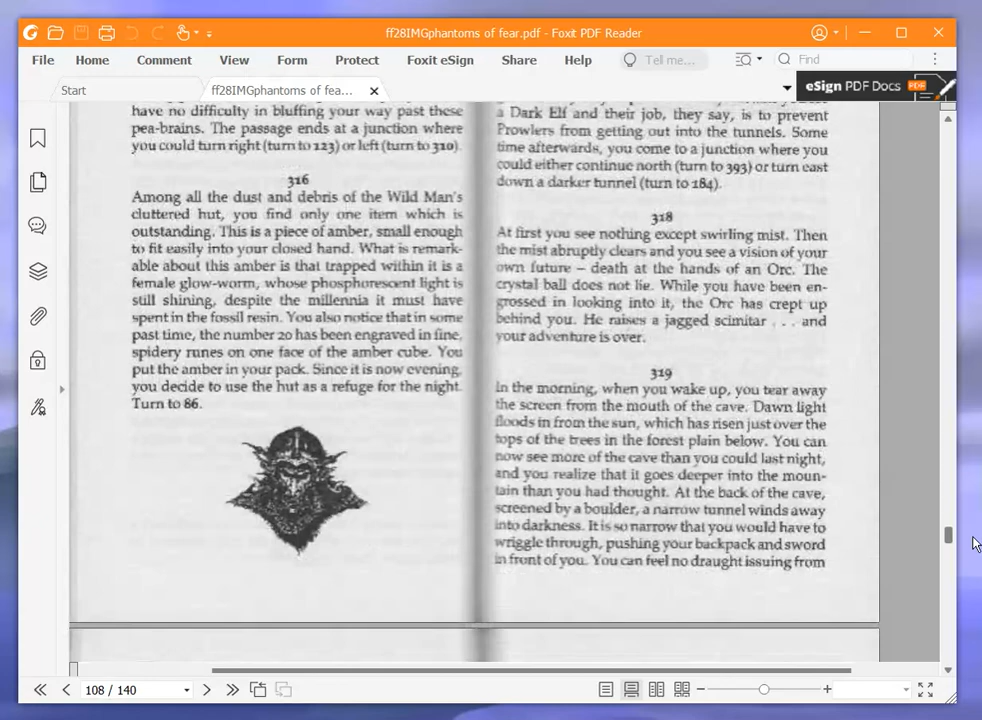 ff28IMGphantoms of fear.pdf - Foxit PDF Reader
File Home Comment View Form Protect Foxit eSign Share Help Tell me... Find
Start ff28IMGphantoms of fea... eSign PDF Docs PDF
have no difficulty in bluffing your way past these
pea-brains. The passage ends at a junction where
you could turn right (turn to 123) or left (turn to 310).
316
Among all the dust and debris of the Wild Man's
cluttered hut, you find only one item which is
outstanding. This is a piece of amber, small enough
to fit easily into your closed hand. What is remark-
able about this amber is that trapped within it is a
female glow-worm, whose phosphorescent light is
still shining, despite the millennia it must have
spent in the fossil resin. You also notice that in some
past time, the number 20 has been engraved in fine,
spidery runes on one face of the amber cube. You
put the amber in your pack. Since it is now evening,
you decide to use the hut as a refuge for the night.
Turn to 86.
a Dark Elf and their job, they say, is to prevent
Prowlers from getting out into the tunnels. Some
time afterwards, you come to a junction where you
could either continue north (turn to 393) or turn east
down a darker tunnel (turn to 184).
318
At first you see nothing except swirling mist. Then
the mist abruptly clears and you see a vision of your
own future – death at the hands of an Orc. The
crystal ball does not lie. While you have been en-
grossed in looking into it, the Orc has crept up
behind you. He raises a jagged scimitar . . . and
your adventure is over.
319
In the morning, when you wake up, you tear away
the screen from the mouth of the cave. Dawn light
floods in from the sun, which has risen just over the
tops of the trees in the forest plain below. You can
now see more of the cave than you could last night,
and you realize that it goes deeper into the moun-
tain than you had thought. At the back of the cave,
screened by a boulder, a narrow tunnel winds away
into darkness. It is so narrow that you would have to
wriggle through, pushing your backpack and sword
in front of you. You can feel no draught issuing from
108 / 140